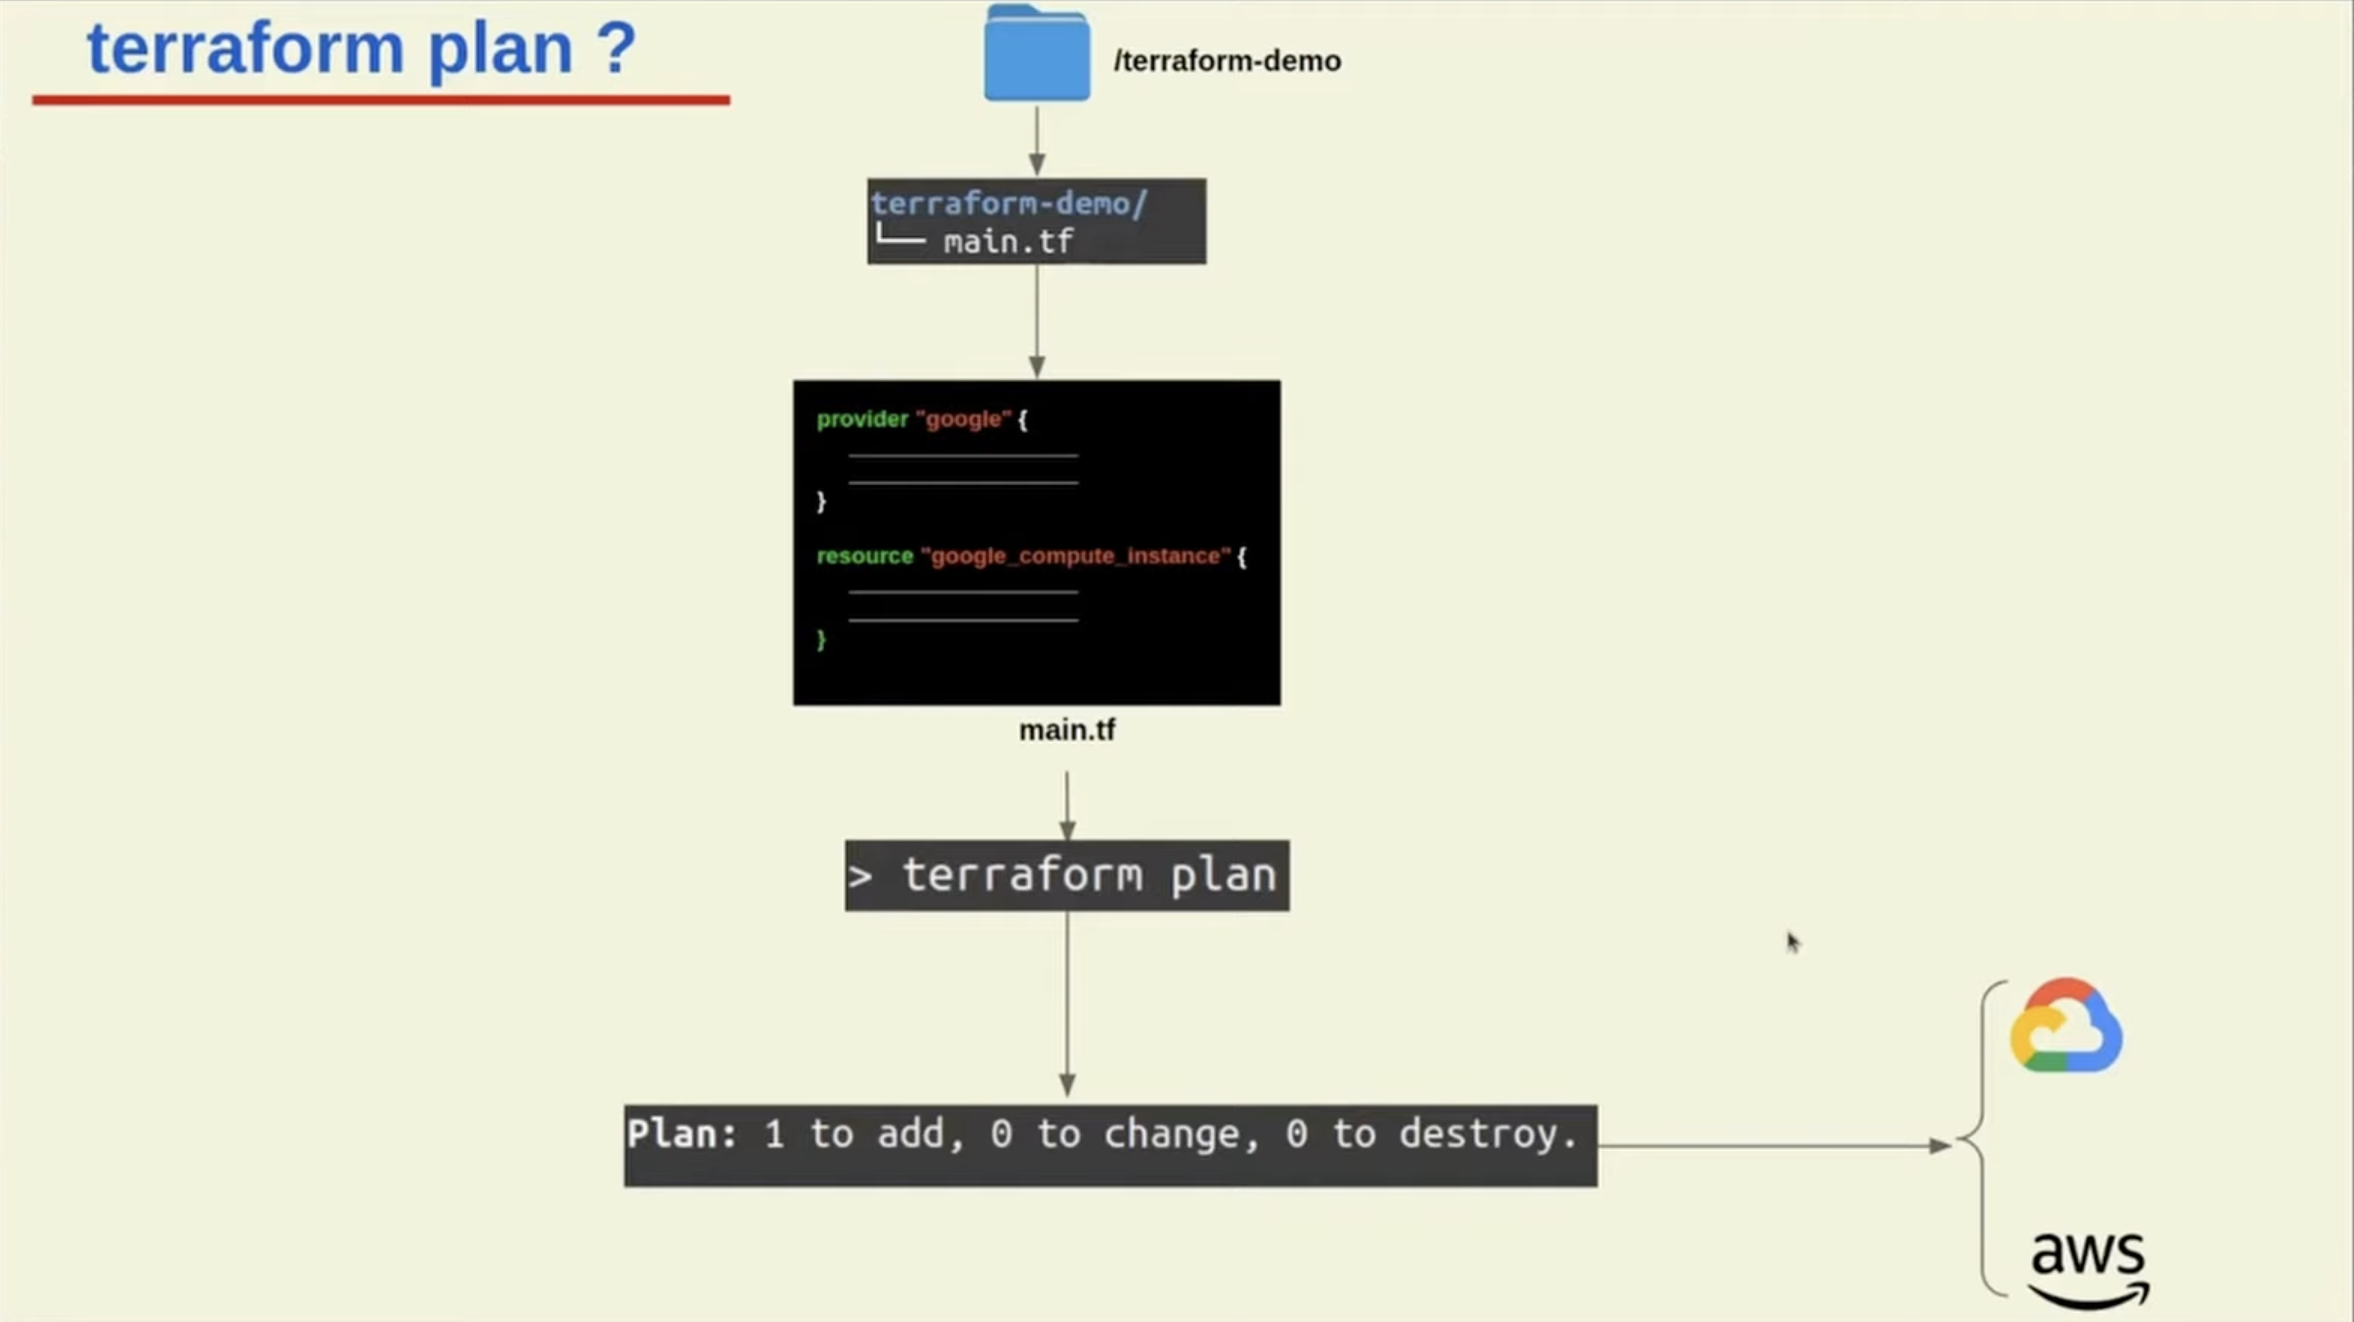 terraform plan ?
/terraform-demo
terraform-demo/
└── main.tf
provider "google" {
}
resource "google_compute_instance" {
}
main.tf
> terraform plan
Plan: 1 to add, 0 to change, 0 to destroy.
aws